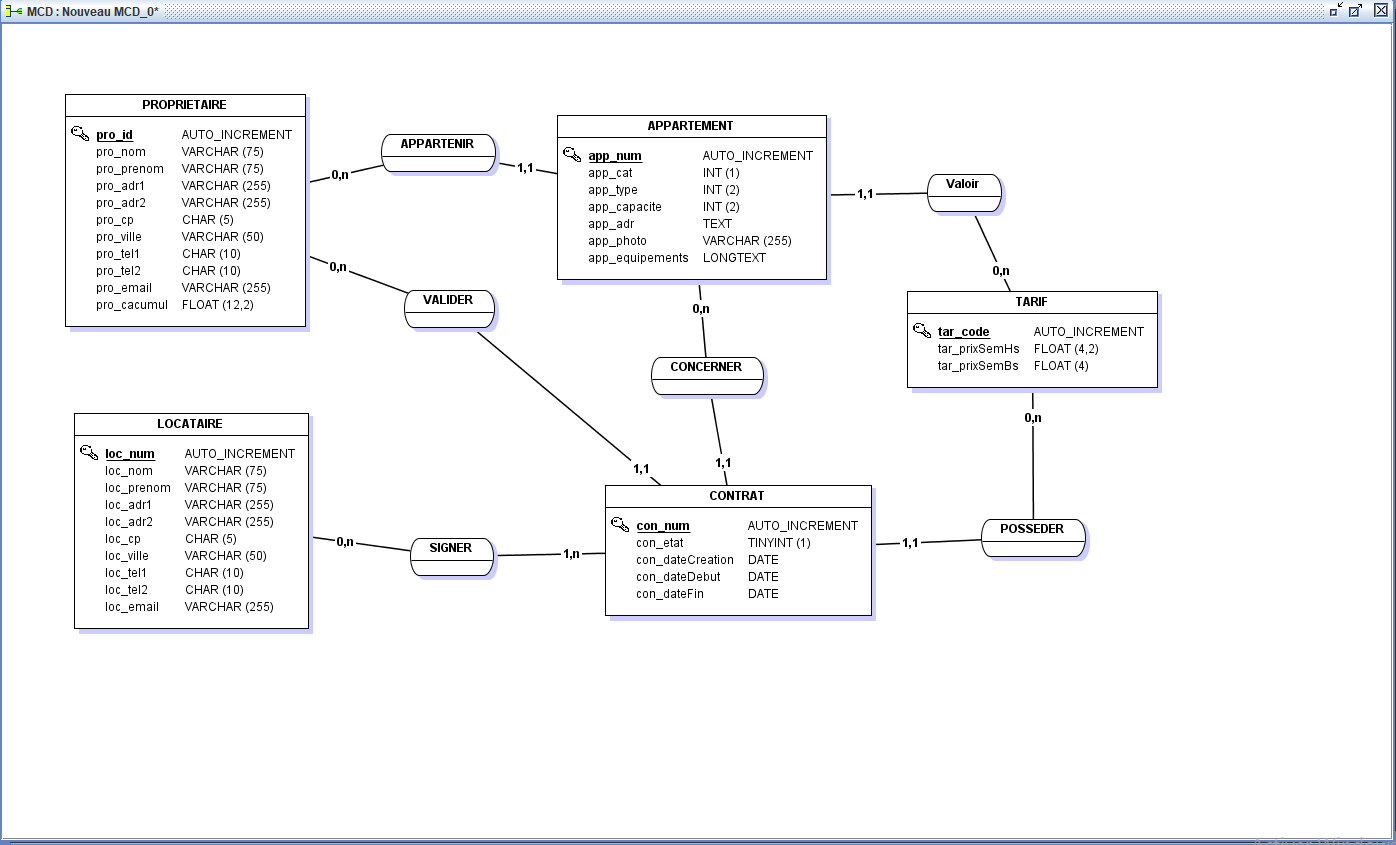 MCD : Nouveau MCD_0*
PROPRIETAIRE
pro_id AUTO_INCREMENT
pro_nom VARCHAR (75)
pro_prenom VARCHAR (75)
pro_adr1 VARCHAR (255)
pro_adr2 VARCHAR (255)
pro_cp CHAR (5)
pro_ville VARCHAR (50)
pro_tel1 CHAR (10)
pro_tel2 CHAR (10)
pro_email VARCHAR (255)
pro_cacumul FLOAT (12,2)
0,n
APPARTENIR
1,1
APPARTEMENT
app_num AUTO_INCREMENT
app_cat INT (1)
app_type INT (2)
app_capacite INT (2)
app_adr TEXT
app_photo VARCHAR (255)
app_equipements LONGTEXT
1,1
Valoir
0,n
TARIF
tar_code AUTO_INCREMENT
tar_prixSemHs FLOAT (4,2)
tar_prixSemBs FLOAT (4)
0,n
VALIDER
1,1
0,n
CONCERNER
1,1
0,n
POSSEDER
1,1
LOCATAIRE
loc_num AUTO_INCREMENT
loc_nom VARCHAR (75)
loc_prenom VARCHAR (75)
loc_adr1 VARCHAR (255)
loc_adr2 VARCHAR (255)
loc_cp CHAR (5)
loc_ville VARCHAR (50)
loc_tel1 CHAR (10)
loc_tel2 CHAR (10)
loc_email VARCHAR (255)
0,n
SIGNER
1,n
CONTRAT
con_num AUTO_INCREMENT
con_etat TINYINT (1)
con_dateCreation DATE
con_dateDebut DATE
con_dateFin DATE